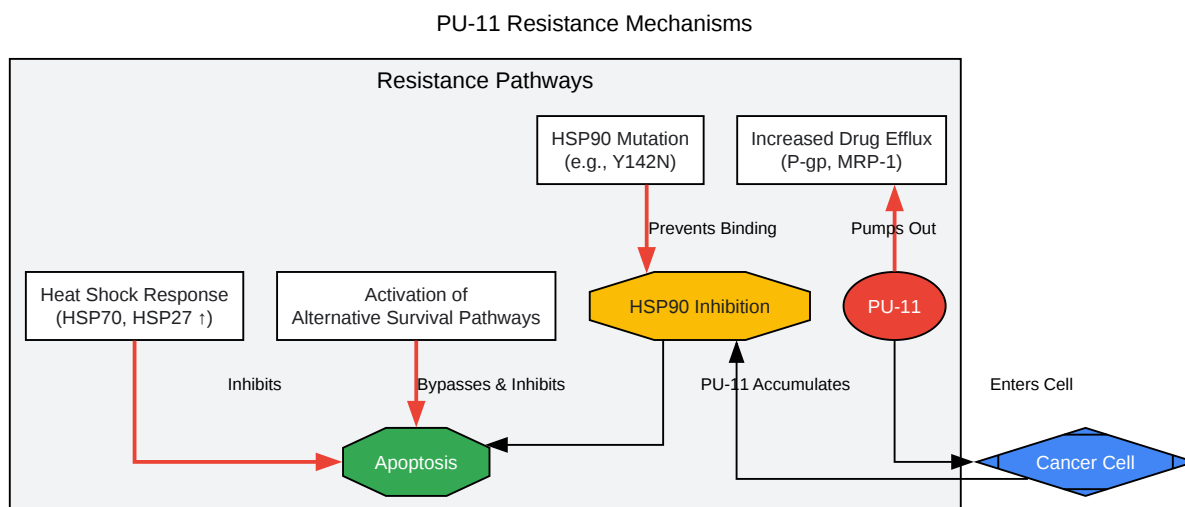 PU-11 Resistance Mechanisms
Resistance Pathways
HSP90 Mutation
(e.g., Y142N)
Increased Drug Efflux
(P-gp, MRP-1)
Prevents Binding
Pumps Out
Heat Shock Response
(HSP70, HSP27 ↑)
Activation of
Alternative Survival Pathways
HSP90 Inhibition
PU-11
Inhibits
Bypasses & Inhibits
PU-11 Accumulates
Enters Cell
Apoptosis
Cancer Cell